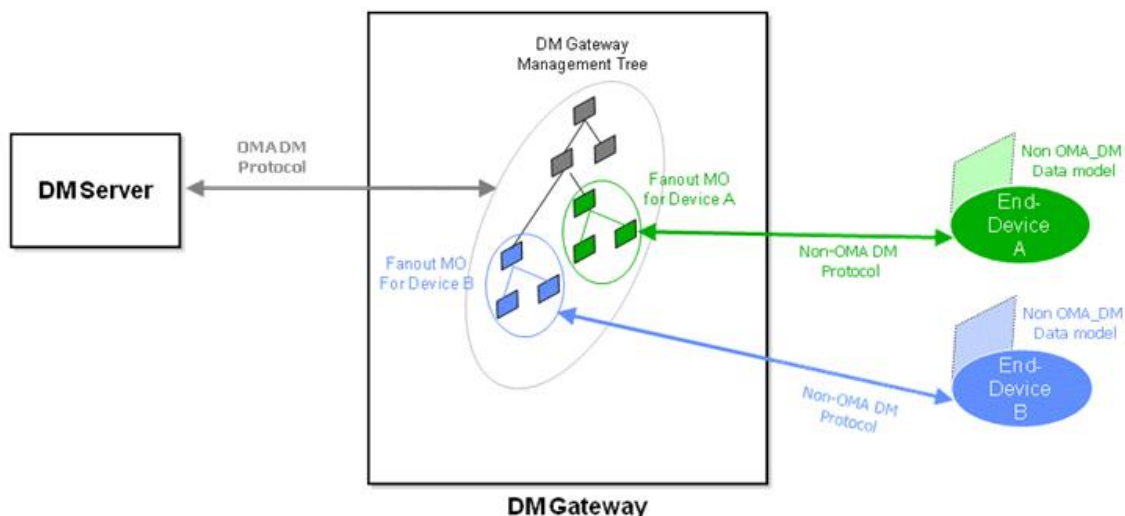 DM Gateway
Management Tree
OMA DM
Protocol
DM Server
Fanout MO
for Device A
Non OMA_DM
Data model
End-
Device
A
Non-OMA DM
Protocol
Fanout MO
For Device B
Non OMA_DM
Data model
End-
Device
B
Non-OMA DM
Protocol
DM Gateway